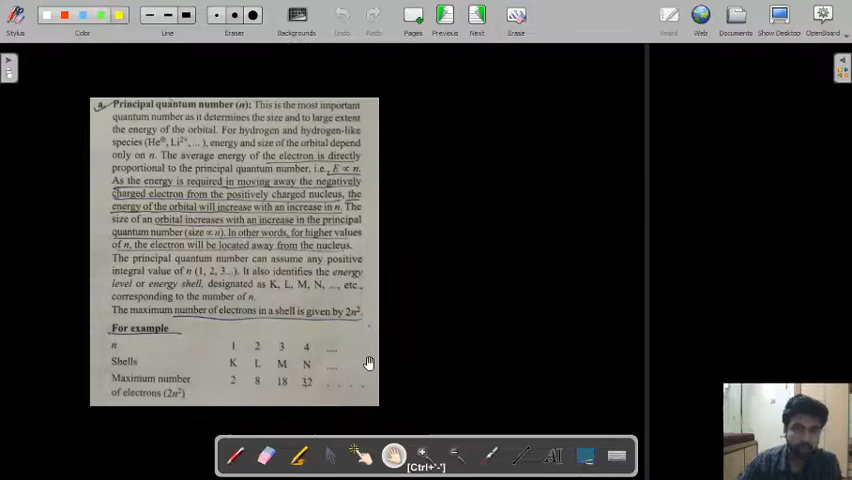 Stylus
Color
Line
Eraser
Backgrounds
Undo
Redo
Pages
Previous
Next
Erase
Board
Web
Documents
Show Desktop
OpenBoard
a. Principal quantum number (n): This is the most important
quantum number as it determines the size and to large extent
the energy of the orbital. For hydrogen and hydrogen-like
species (He⊕, Li2+, ...), energy and size of the orbital depend
only on n. The average energy of the electron is directly
proportional to the principal quantum number, i.e., E ∝ n.
As the energy is required in moving away the negatively
charged electron from the positively charged nucleus, the
energy of the orbital will increase with an increase in n. The
size of an orbital increases with an increase in the principal
quantum number (size ∝ n). In other words, for higher values
of n, the electron will be located away from the nucleus.
The principal quantum number can assume any positive
integral value of n (1, 2, 3...). It also identifies the energy
level or energy shell, designated as K, L, M, N, ..., etc.,
corresponding to the number of n.
The maximum number of electrons in a shell is given by 2n².
For example
n 1 2 3 4 ....
Shells K L M N ....
Maximum number 2 8 18 32 . . . .
of electrons (2n²)
[Ctrl+'-']